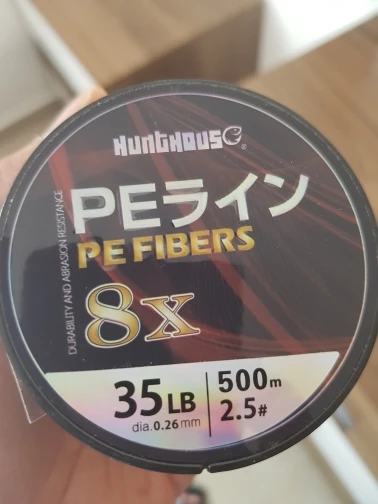 HUNTHOUSE®
PEライン
PE FIBERS
DURABILITY AND ABRASION RESISTANCE
8X
35LB
dia.0.26mm
500m
2.5#